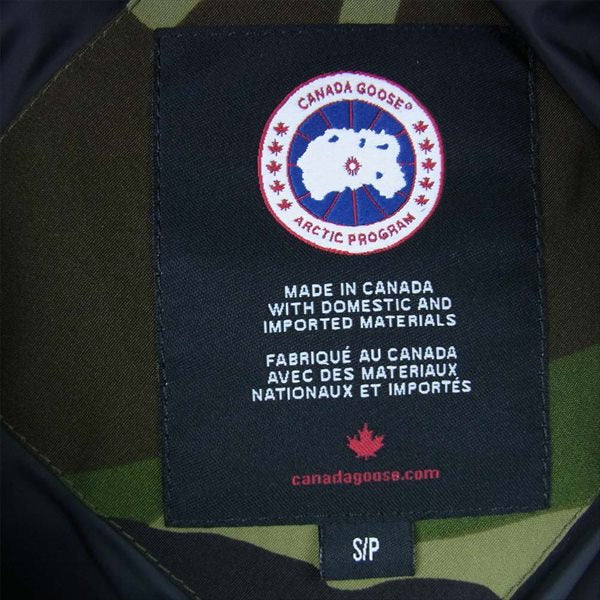 CANADA GOOSE®
ARCTIC PROGRAM
MADE IN CANADA
WITH DOMESTIC AND
IMPORTED MATERIALS
FABRIQUÉ AU CANADA
AVEC DES MATERIAUX
NATIONAUX ET IMPORTÉS
canadagoose.com
S/P